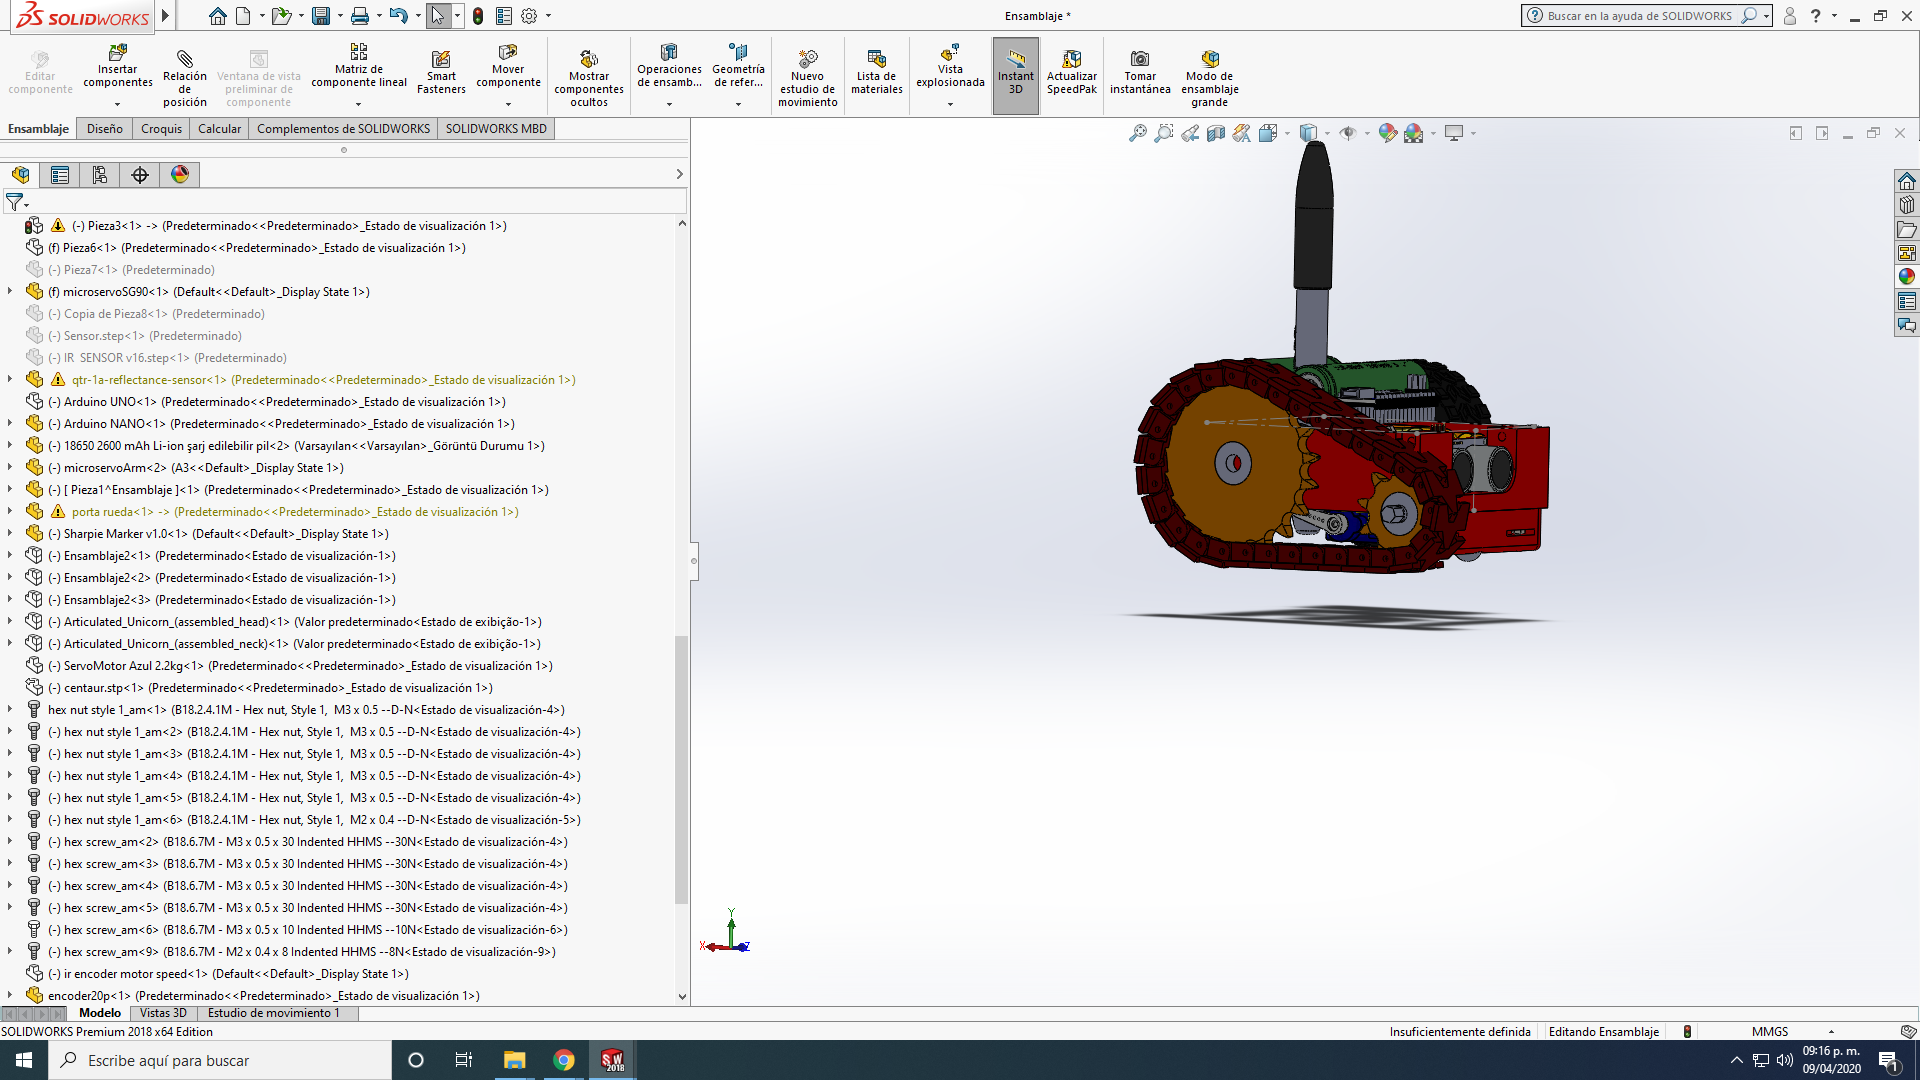 SOLIDWORKS
Ensamblaje *
Buscar en la ayuda de SOLIDWORKS
Editar componente
Insertar componentes
Relación de posición
Ventana de vista preliminar de componente
Matriz de componente lineal
Smart Fasteners
Mover componente
Mostrar componentes ocultos
Operaciones de ensamb...
Geometría de refer...
Nuevo estudio de movimiento
Lista de materiales
Vista explosionada
Instant 3D
Actualizar SpeedPak
Tomar instantánea
Modo de ensamblaje grande
Ensamblaje
Diseño
Croquis
Calcular
Complementos de SOLIDWORKS
SOLIDWORKS MBD
(-) Pieza3<1> -> (Predeterminado<<Predeterminado>_Estado de visualización 1>)
(f) Pieza6<1> (Predeterminado<<Predeterminado>_Estado de visualización 1>)
(-) Pieza7<1> (Predeterminado)
(f) microservoSG90<1> (Default<<Default>_Display State 1>)
(-) Copia de Pieza8<1> (Predeterminado)
(-) Sensor.step<1> (Predeterminado)
(-) IR SENSOR v16.step<1> (Predeterminado)
qtr-1a-reflectance-sensor<1> (Predeterminado<<Predeterminado>_Estado de visualización 1>)
(-) Arduino UNO<1> (Predeterminado<<Predeterminado>_Estado de visualización 1>)
(-) Arduino NANO<1> (Predeterminado<<Predeterminado>_Estado de visualización 1>)
(-) 18650 2600 mAh Li-ion şarj edilebilir pil<2> (Varsayılan<<Varsayılan>_Görüntü Durumu 1>)
(-) microservoArm<2> (A3<<Default>_Display State 1>)
(-) [ Pieza1^Ensamblaje ]<1> (Predeterminado<<Predeterminado>_Estado de visualización 1>)
porta rueda<1> -> (Predeterminado<<Predeterminado>_Estado de visualización 1>)
(-) Sharpie Marker v1.0<1> (Default<<Default>_Display State 1>)
(-) Ensamblaje2<1> (Predeterminado<Estado de visualización-1>)
(-) Ensamblaje2<2> (Predeterminado<Estado de visualización-1>)
(-) Ensamblaje2<3> (Predeterminado<Estado de visualización-1>)
(-) Articulated_Unicorn_(assembled_head)<1> (Valor predeterminado<Estado de exibição-1>)
(-) Articulated_Unicorn_(assembled_neck)<1> (Valor predeterminado<Estado de exibição-1>)
(-) ServoMotor Azul 2.2kg<1> (Predeterminado<<Predeterminado>_Estado de visualización 1>)
(-) centaur.stp<1> (Predeterminado<<Predeterminado>_Estado de visualización 1>)
hex nut style 1_am<1> (B18.2.4.1M - Hex nut, Style 1, M3 x 0.5 --D-N<Estado de visualización-4>)
(-) hex nut style 1_am<2> (B18.2.4.1M - Hex nut, Style 1, M3 x 0.5 --D-N<Estado de visualización-4>)
(-) hex nut style 1_am<3> (B18.2.4.1M - Hex nut, Style 1, M3 x 0.5 --D-N<Estado de visualización-4>)
(-) hex nut style 1_am<4> (B18.2.4.1M - Hex nut, Style 1, M3 x 0.5 --D-N<Estado de visualización-4>)
(-) hex nut style 1_am<5> (B18.2.4.1M - Hex nut, Style 1, M3 x 0.5 --D-N<Estado de visualización-4>)
(-) hex nut style 1_am<6> (B18.2.4.1M - Hex nut, Style 1, M2 x 0.4 --D-N<Estado de visualización-5>)
(-) hex screw_am<2> (B18.6.7M - M3 x 0.5 x 30 Indented HHMS --30N<Estado de visualización-4>)
(-) hex screw_am<3> (B18.6.7M - M3 x 0.5 x 30 Indented HHMS --30N<Estado de visualización-4>)
(-) hex screw_am<4> (B18.6.7M - M3 x 0.5 x 30 Indented HHMS --30N<Estado de visualización-4>)
(-) hex screw_am<5> (B18.6.7M - M3 x 0.5 x 30 Indented HHMS --30N<Estado de visualización-4>)
(-) hex screw_am<6> (B18.6.7M - M3 x 0.5 x 10 Indented HHMS --10N<Estado de visualización-6>)
(-) hex screw_am<9> (B18.6.7M - M2 x 0.4 x 8 Indented HHMS --8N<Estado de visualización-9>)
(-) ir encoder motor speed<1> (Default<<Default>_Display State 1>)
encoder20p<1> (Predeterminado<<Predeterminado>_Estado de visualización 1>)
Y
X
Z
Modelo
Vistas 3D
Estudio de movimiento 1
SOLIDWORKS Premium 2018 x64 Edition
Insuficientemente definida
Editando Ensamblaje
MMGS
Escribe aquí para buscar
SW 2018
09:16 p. m.
09/04/2020
1